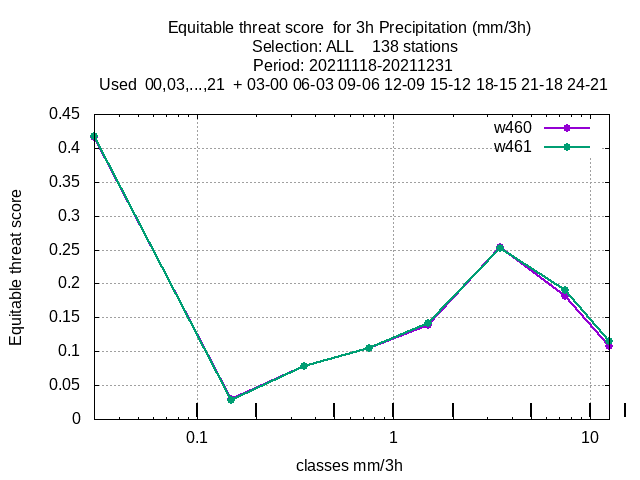 Equitable threat score  for 3h Precipitation (mm/3h)
Selection: ALL    138 stations
Period: 20211118-20211231
Used  00,03,...,21  + 03-00 06-03 09-06 12-09 15-12 18-15 21-18 24-21
w460
w461
0.45
0.4
0.35
0.3
0.25
0.2
0.15
0.1
0.05
0
Equitable threat score
0.1
1
10
classes mm/3h